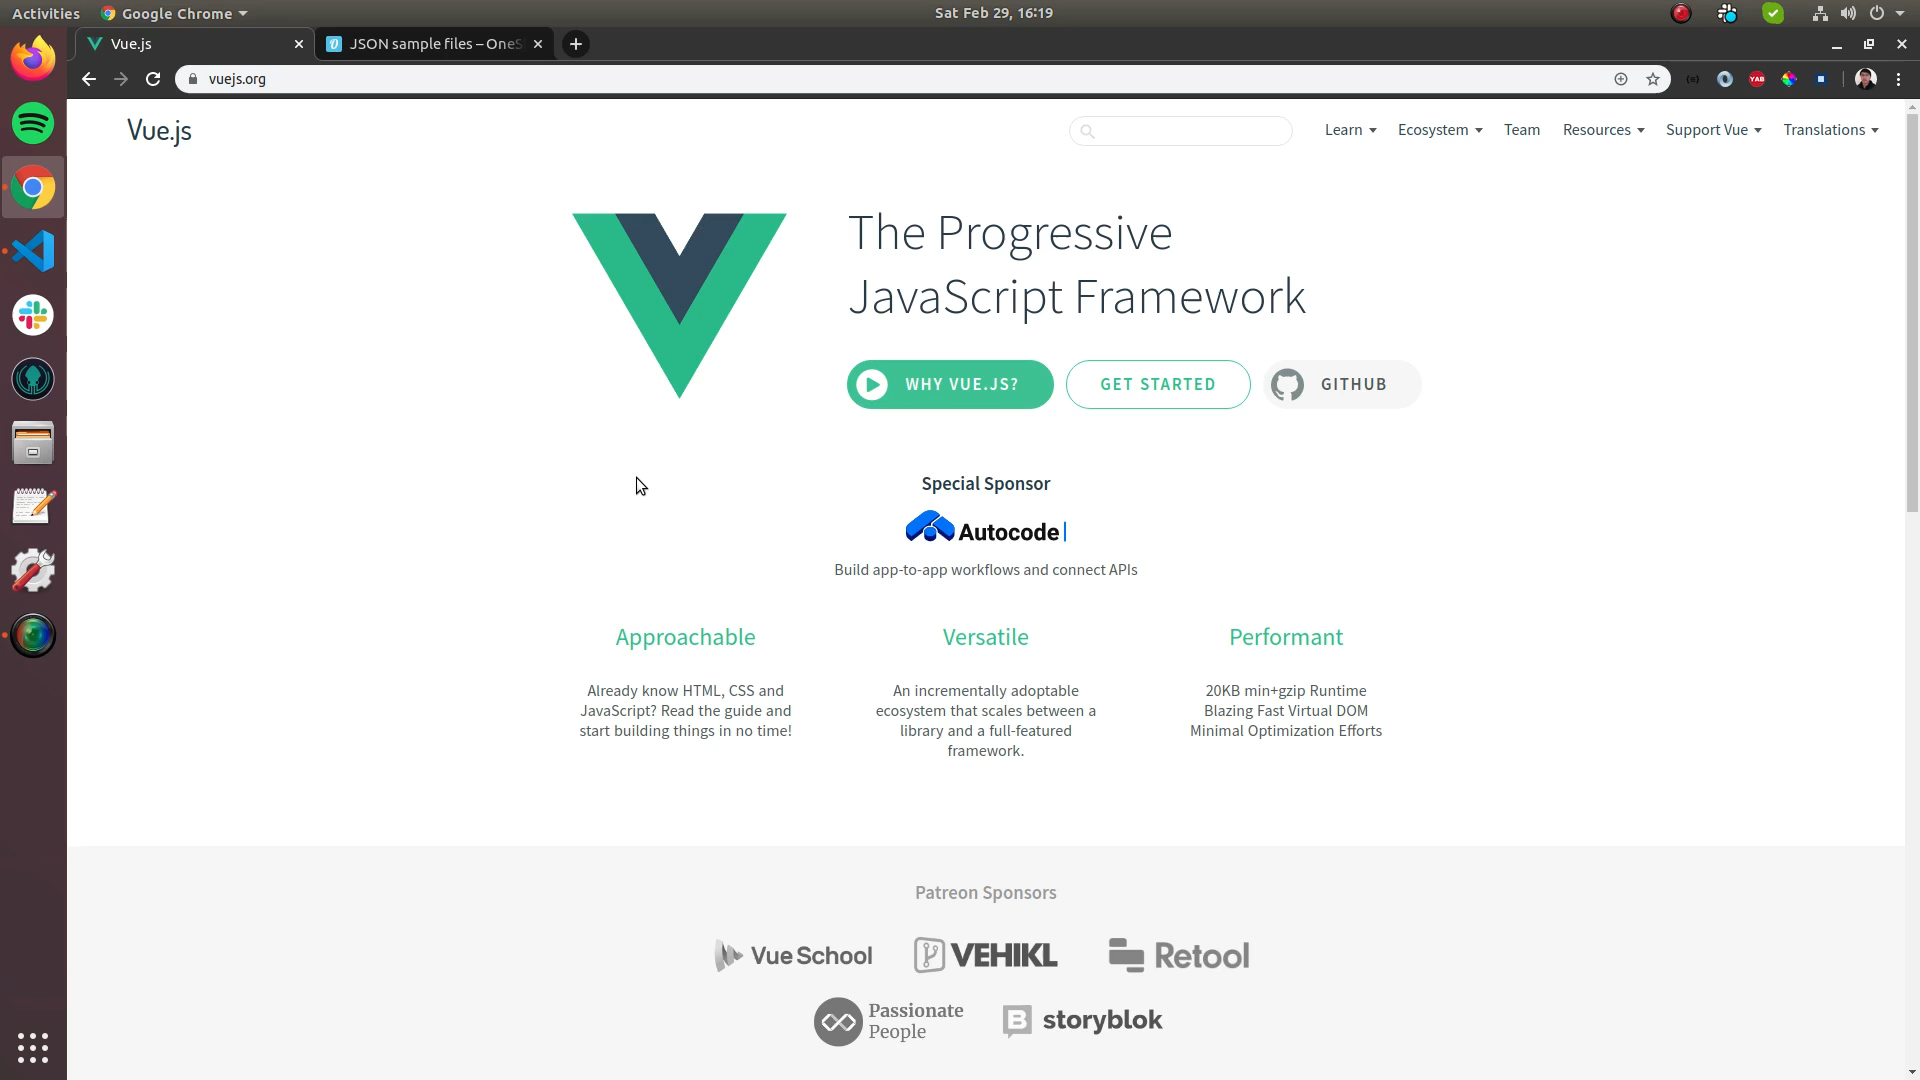 Activities
Google Chrome
Sat Feb 29, 16:19
Vue.js
JSON sample files – OneS
vuejs.org
YAB
Vue.js
Learn
Ecosystem
Team
Resources
Support Vue
Translations
The Progressive
JavaScript Framework
WHY VUE.JS?
GET STARTED
GITHUB
Special Sponsor
Autocode
Build app-to-app workflows and connect APIs
Approachable
Already know HTML, CSS and
JavaScript? Read the guide and
start building things in no time!
Versatile
An incrementally adoptable
ecosystem that scales between a
library and a full-featured
framework.
Performant
20KB min+gzip Runtime
Blazing Fast Virtual DOM
Minimal Optimization Efforts
Patreon Sponsors
Vue School
VEHIKL
Retool
Passionate
People
storyblok